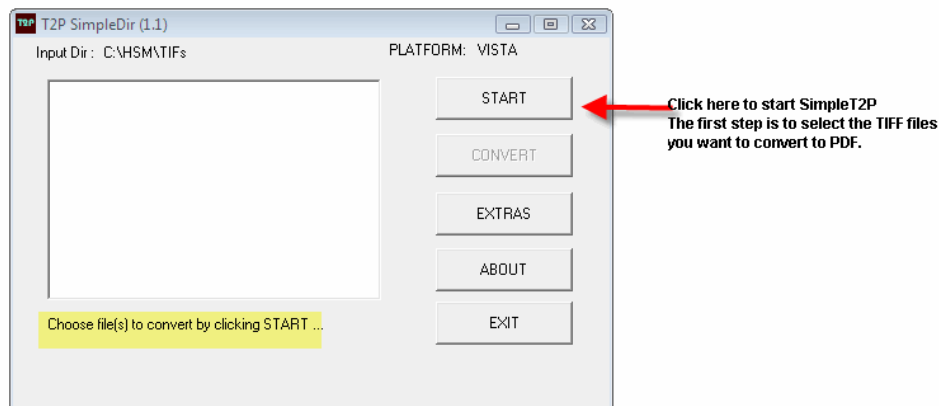 T2P T2P SimpleDir (1.1)
Input Dir : C:\HSM\TIFs
PLATFORM: VISTA
START
Click here to start SimpleT2P
The first step is to select the TIFF files
you want to convert to PDF.
CONVERT
EXTRAS
ABOUT
Choose file(s) to convert by clicking START ...
EXIT